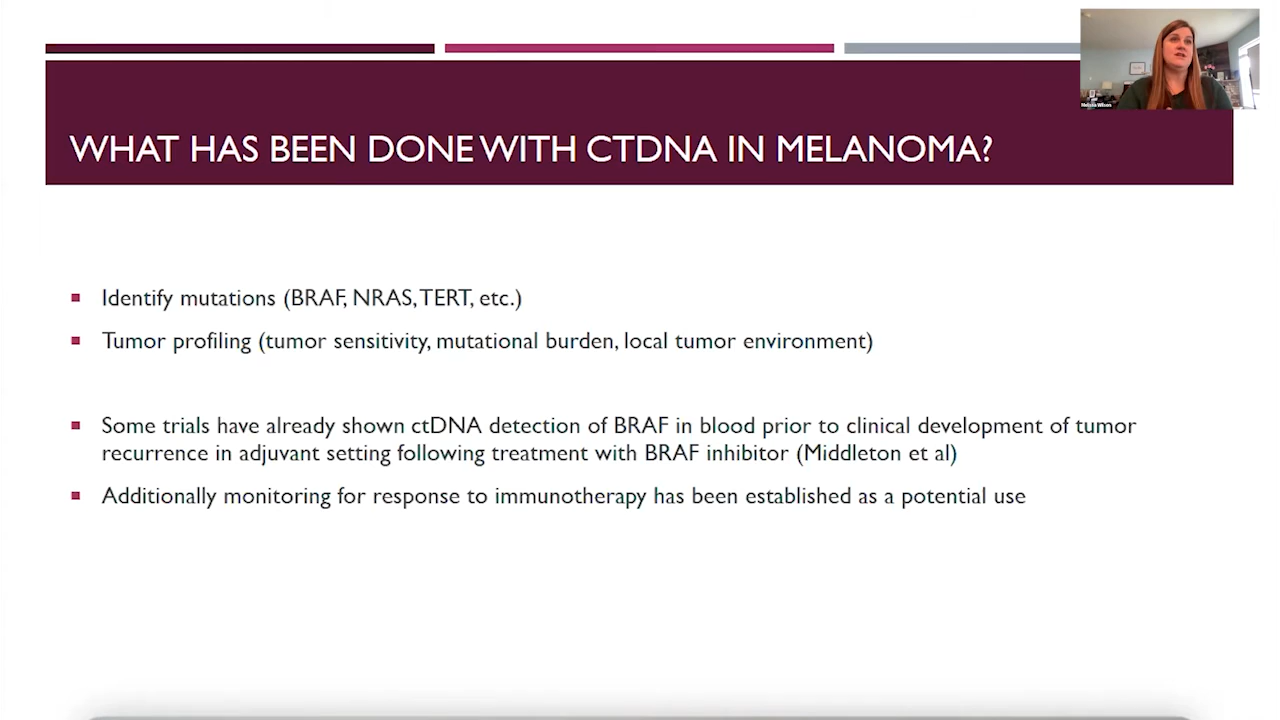 Melissa Wilson
WHAT HAS BEEN DONE WITH CTDNA IN MELANOMA?
Identify mutations (BRAF, NRAS, TERT, etc.)
Tumor profiling (tumor sensitivity, mutational burden, local tumor environment)
Some trials have already shown ctDNA detection of BRAF in blood prior to clinical development of tumor
recurrence in adjuvant setting following treatment with BRAF inhibitor (Middleton et al)
Additionally monitoring for response to immunotherapy has been established as a potential use